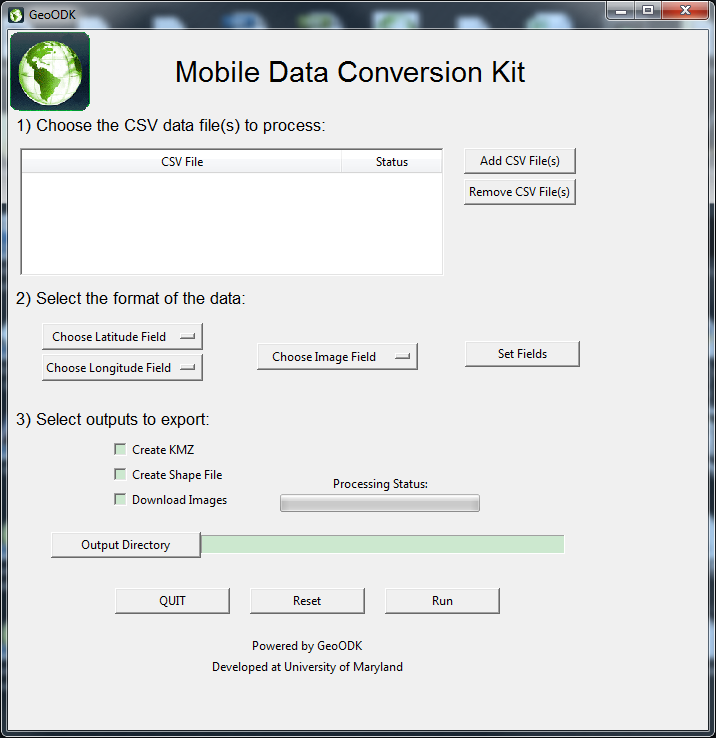 GeoODK
Mobile Data Conversion Kit
1) Choose the CSV data file(s) to process:
CSV File Status
Add CSV File(s)
Remove CSV File(s)
2) Select the format of the data:
Choose Latitude Field
Choose Longitude Field
Choose Image Field
Set Fields
3) Select outputs to export:
Create KMZ
Create Shape File
Download Images
Processing Status:
Output Directory
QUIT Reset Run
Powered by GeoODK
Developed at University of Maryland